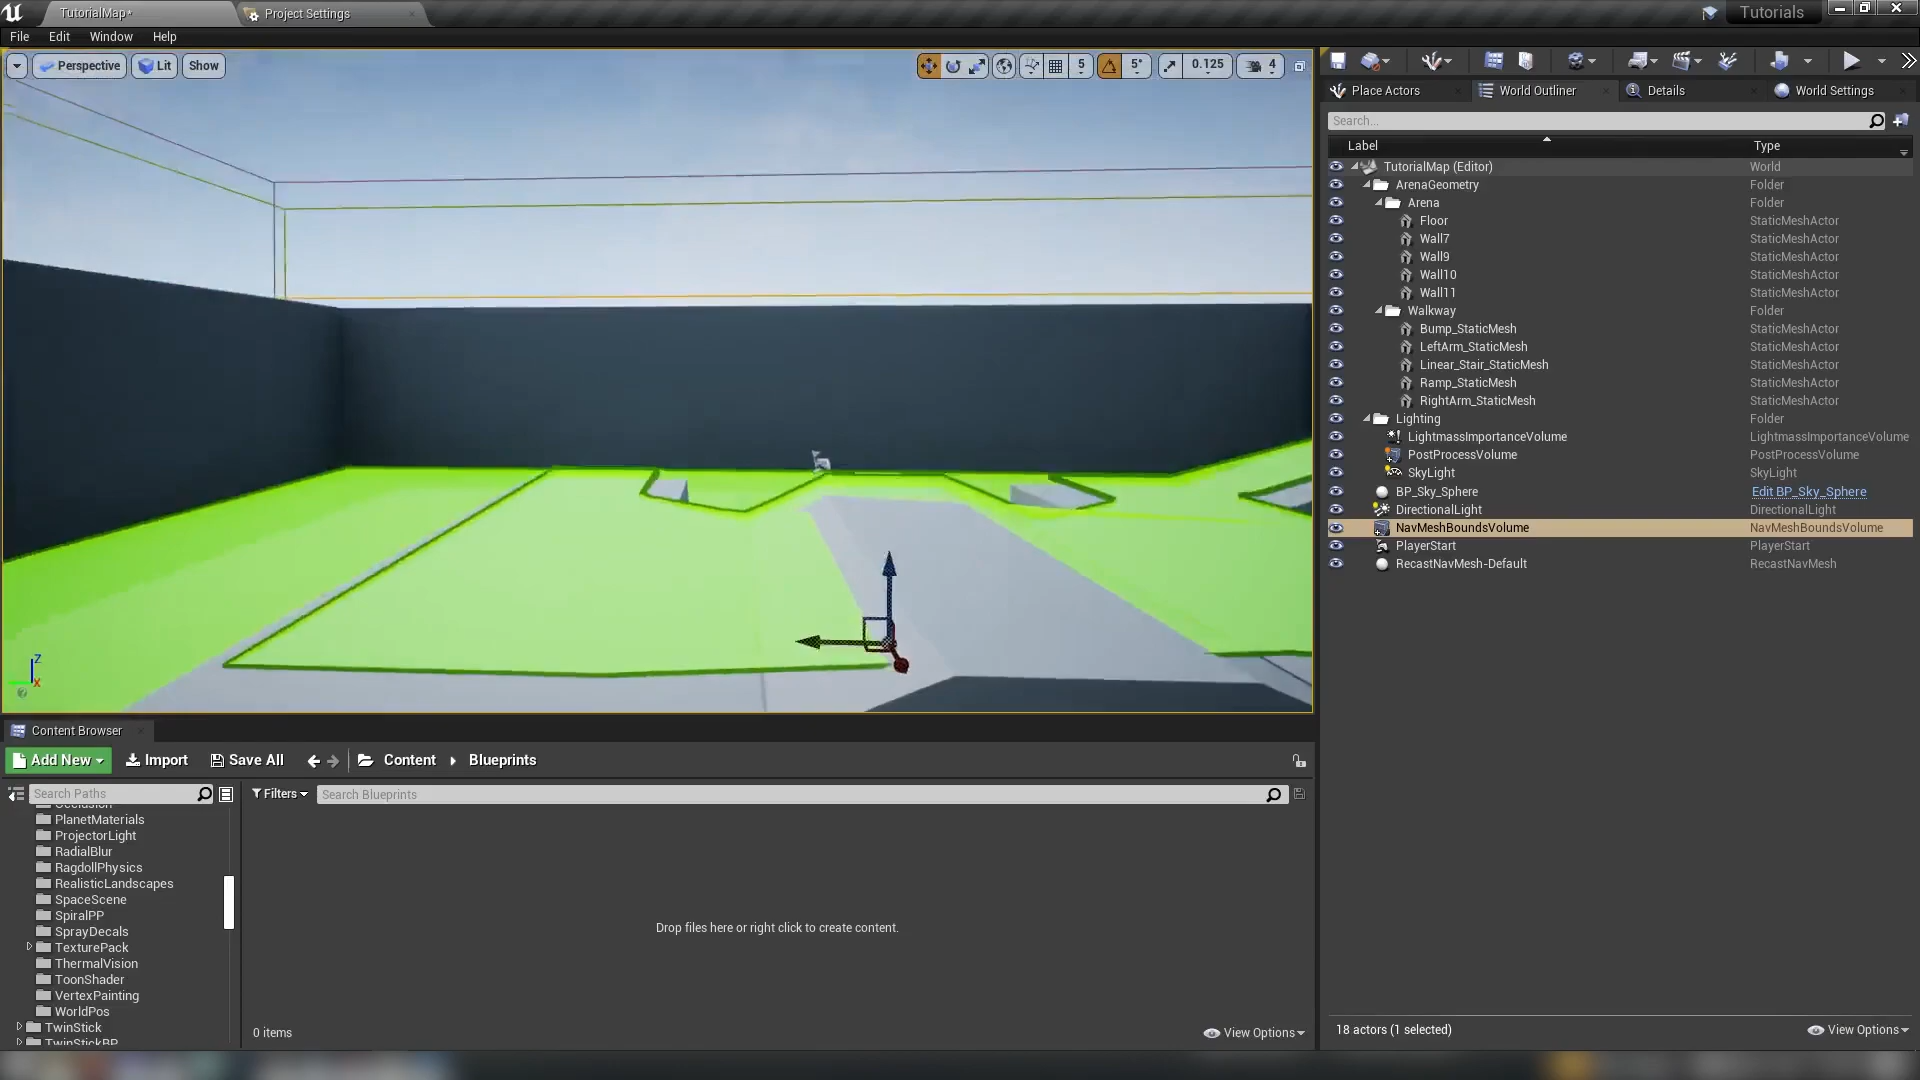 TutorialMap*
Project Settings
Tutorials
File Edit Window Help
Perspective Lit Show
5 5° 0.125 4
Place Actors World Outliner Details World Settings
Search...
Label Type
TutorialMap (Editor) World
ArenaGeometry Folder
Arena Folder
Floor StaticMeshActor
Wall7 StaticMeshActor
Wall9 StaticMeshActor
Wall10 StaticMeshActor
Wall11 StaticMeshActor
Walkway Folder
Bump_StaticMesh StaticMeshActor
LeftArm_StaticMesh StaticMeshActor
Linear_Stair_StaticMesh StaticMeshActor
Ramp_StaticMesh StaticMeshActor
RightArm_StaticMesh StaticMeshActor
Lighting Folder
LightmassImportanceVolume LightmassImportanceVolume
PostProcessVolume PostProcessVolume
SkyLight SkyLight
BP_Sky_Sphere Edit BP_Sky_Sphere
DirectionalLight DirectionalLight
NavMeshBoundsVolume NavMeshBoundsVolume
PlayerStart PlayerStart
RecastNavMesh-Default RecastNavMesh
18 actors (1 selected) View Options
Z
X
Content Browser
Add New Import Save All Content Blueprints
Search Paths Filters Search Blueprints
Occlusion
PlanetMaterials
ProjectorLight
RadialBlur
RagdollPhysics
RealisticLandscapes
SpaceScene
SpiralPP
SprayDecals
TexturePack
ThermalVision
ToonShader
VertexPainting
WorldPos
TwinStick
TwinStickBP
Drop files here or right click to create content.
0 items View Options